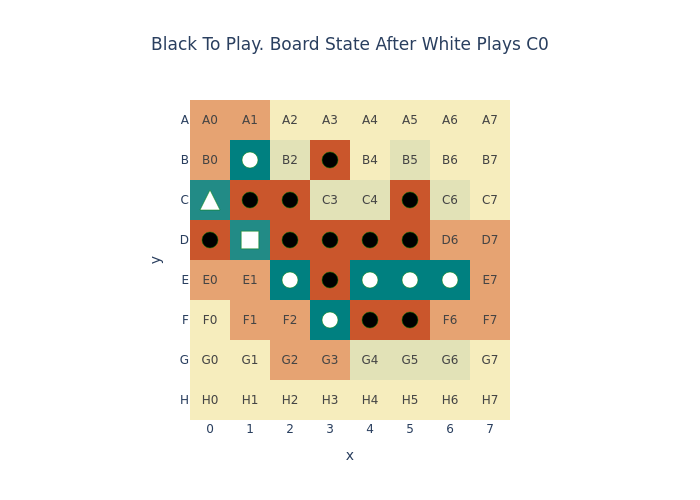 Black To Play. Board State After White Plays C0
A A0 A1 A2 A3 A4 A5 A6 A7
B B0 B2 B4 B5 B6 B7
C C3 C4 C6 C7
D D6 D7
E E0 E1 E7
F F0 F1 F2 F6 F7
G G0 G1 G2 G3 G4 G5 G6 G7
H H0 H1 H2 H3 H4 H5 H6 H7
0 1 2 3 4 5 6 7
x
y